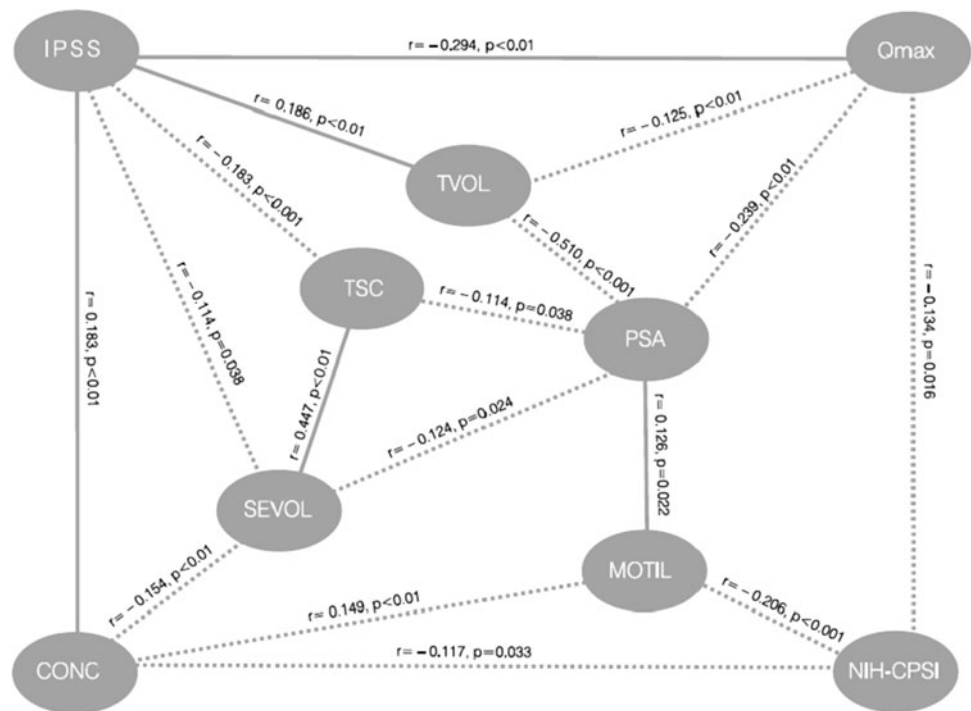 IPSS
r= −0.294, p<0.01
Qmax
r= 0.186, p<0.01
r= −0.125, p<0.01
r= −0.183, p<0.001
TVOL
r= −0.239, p<0.01
r= −0.510, p<0.001
r= −0.114, p=0.038
TSC
r= −0.114, p=0.038
PSA
r= −0.134, p=0.016
r= 0.183, p<0.01
r= 0.447, p<0.01
r= −0.124, p=0.024
r= 0.126, p=0.022
SEVOL
MOTIL
r= −0.154, p<0.01
r= 0.149, p<0.01
r= −0.206, p<0.001
CONC
r= −0.117, p=0.033
NIH-CPSI